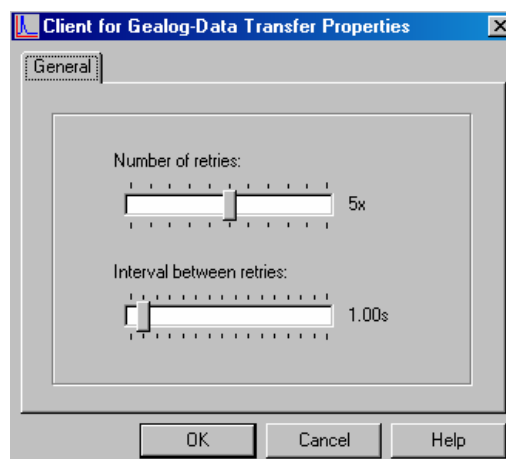 Client for Gealog-Data Transfer Properties
General
Number of retries:
5x
Interval between retries:
1.00s
OK
Cancel
Help